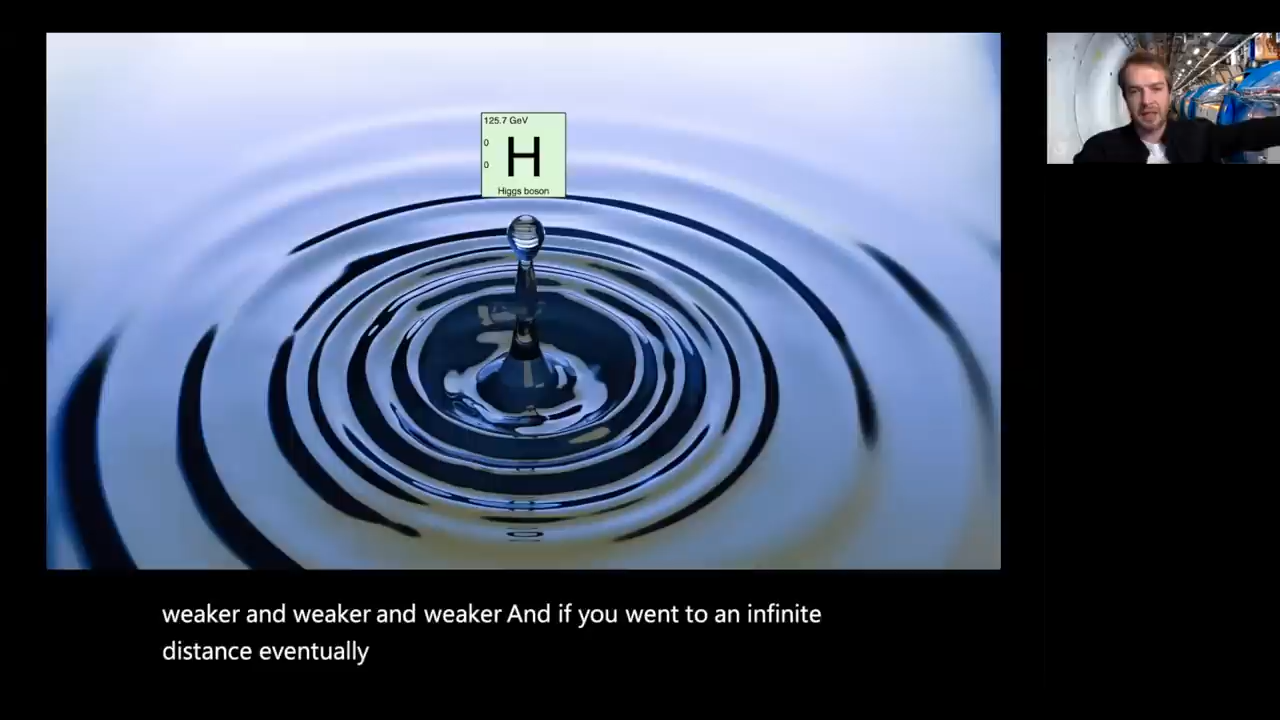 125.7 GeV
0
H
0
Higgs boson
weaker and weaker and weaker And if you went to an infinite
distance eventually